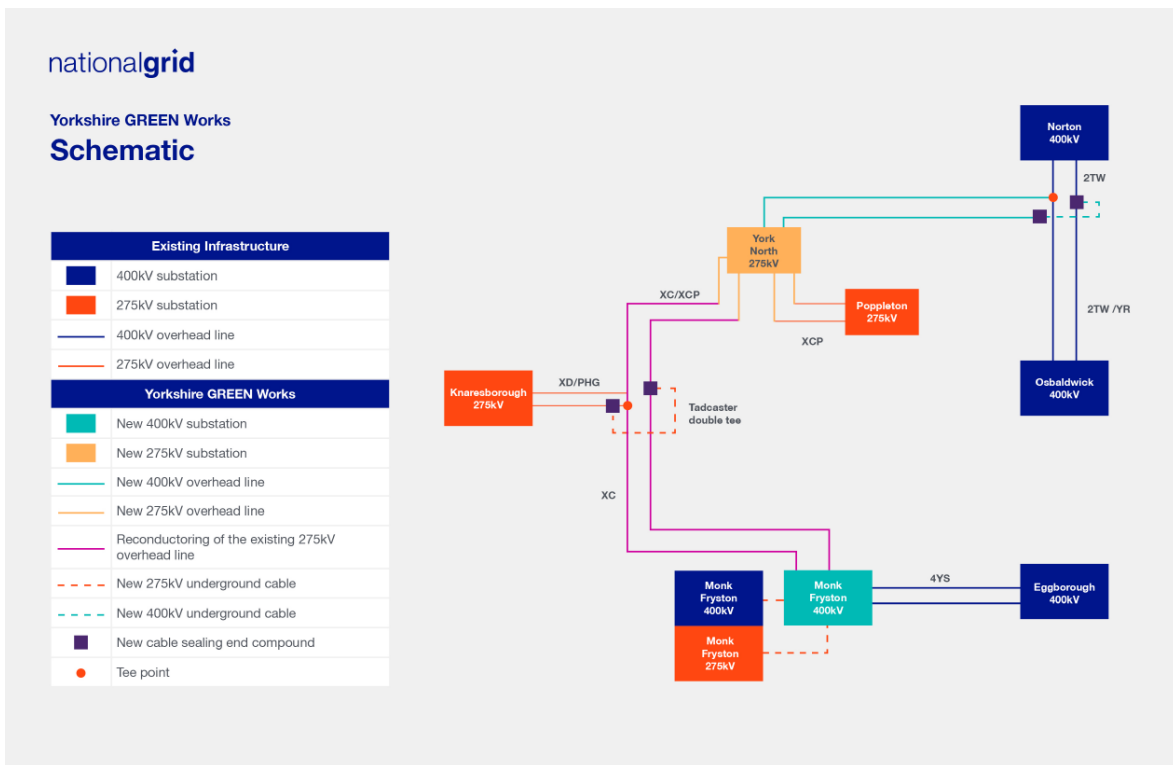 nationalgrid
Yorkshire GREEN Works
Schematic
Existing Infrastructure
400kV substation
275kV substation
400kV overhead line
275kV overhead line
Yorkshire GREEN Works
New 400kV substation
New 275kV substation
New 400kV overhead line
New 275kV overhead line
Reconductoring of the existing 275kV
overhead line
New 275kV underground cable
New 400kV underground cable
New cable sealing end compound
Tee point
Norton
400kV
2TW
York
North
275kV
XC/XCP
Poppleton
275kV
XCP
2TW /YR
Osbaldwick
400kV
Knaresborough
275kV
XD/PHG
Tadcaster
double tee
XC
Monk
Fryston
400kV
Monk
Fryston
275kV
Monk
Fryston
400kV
4YS
Eggborough
400kV